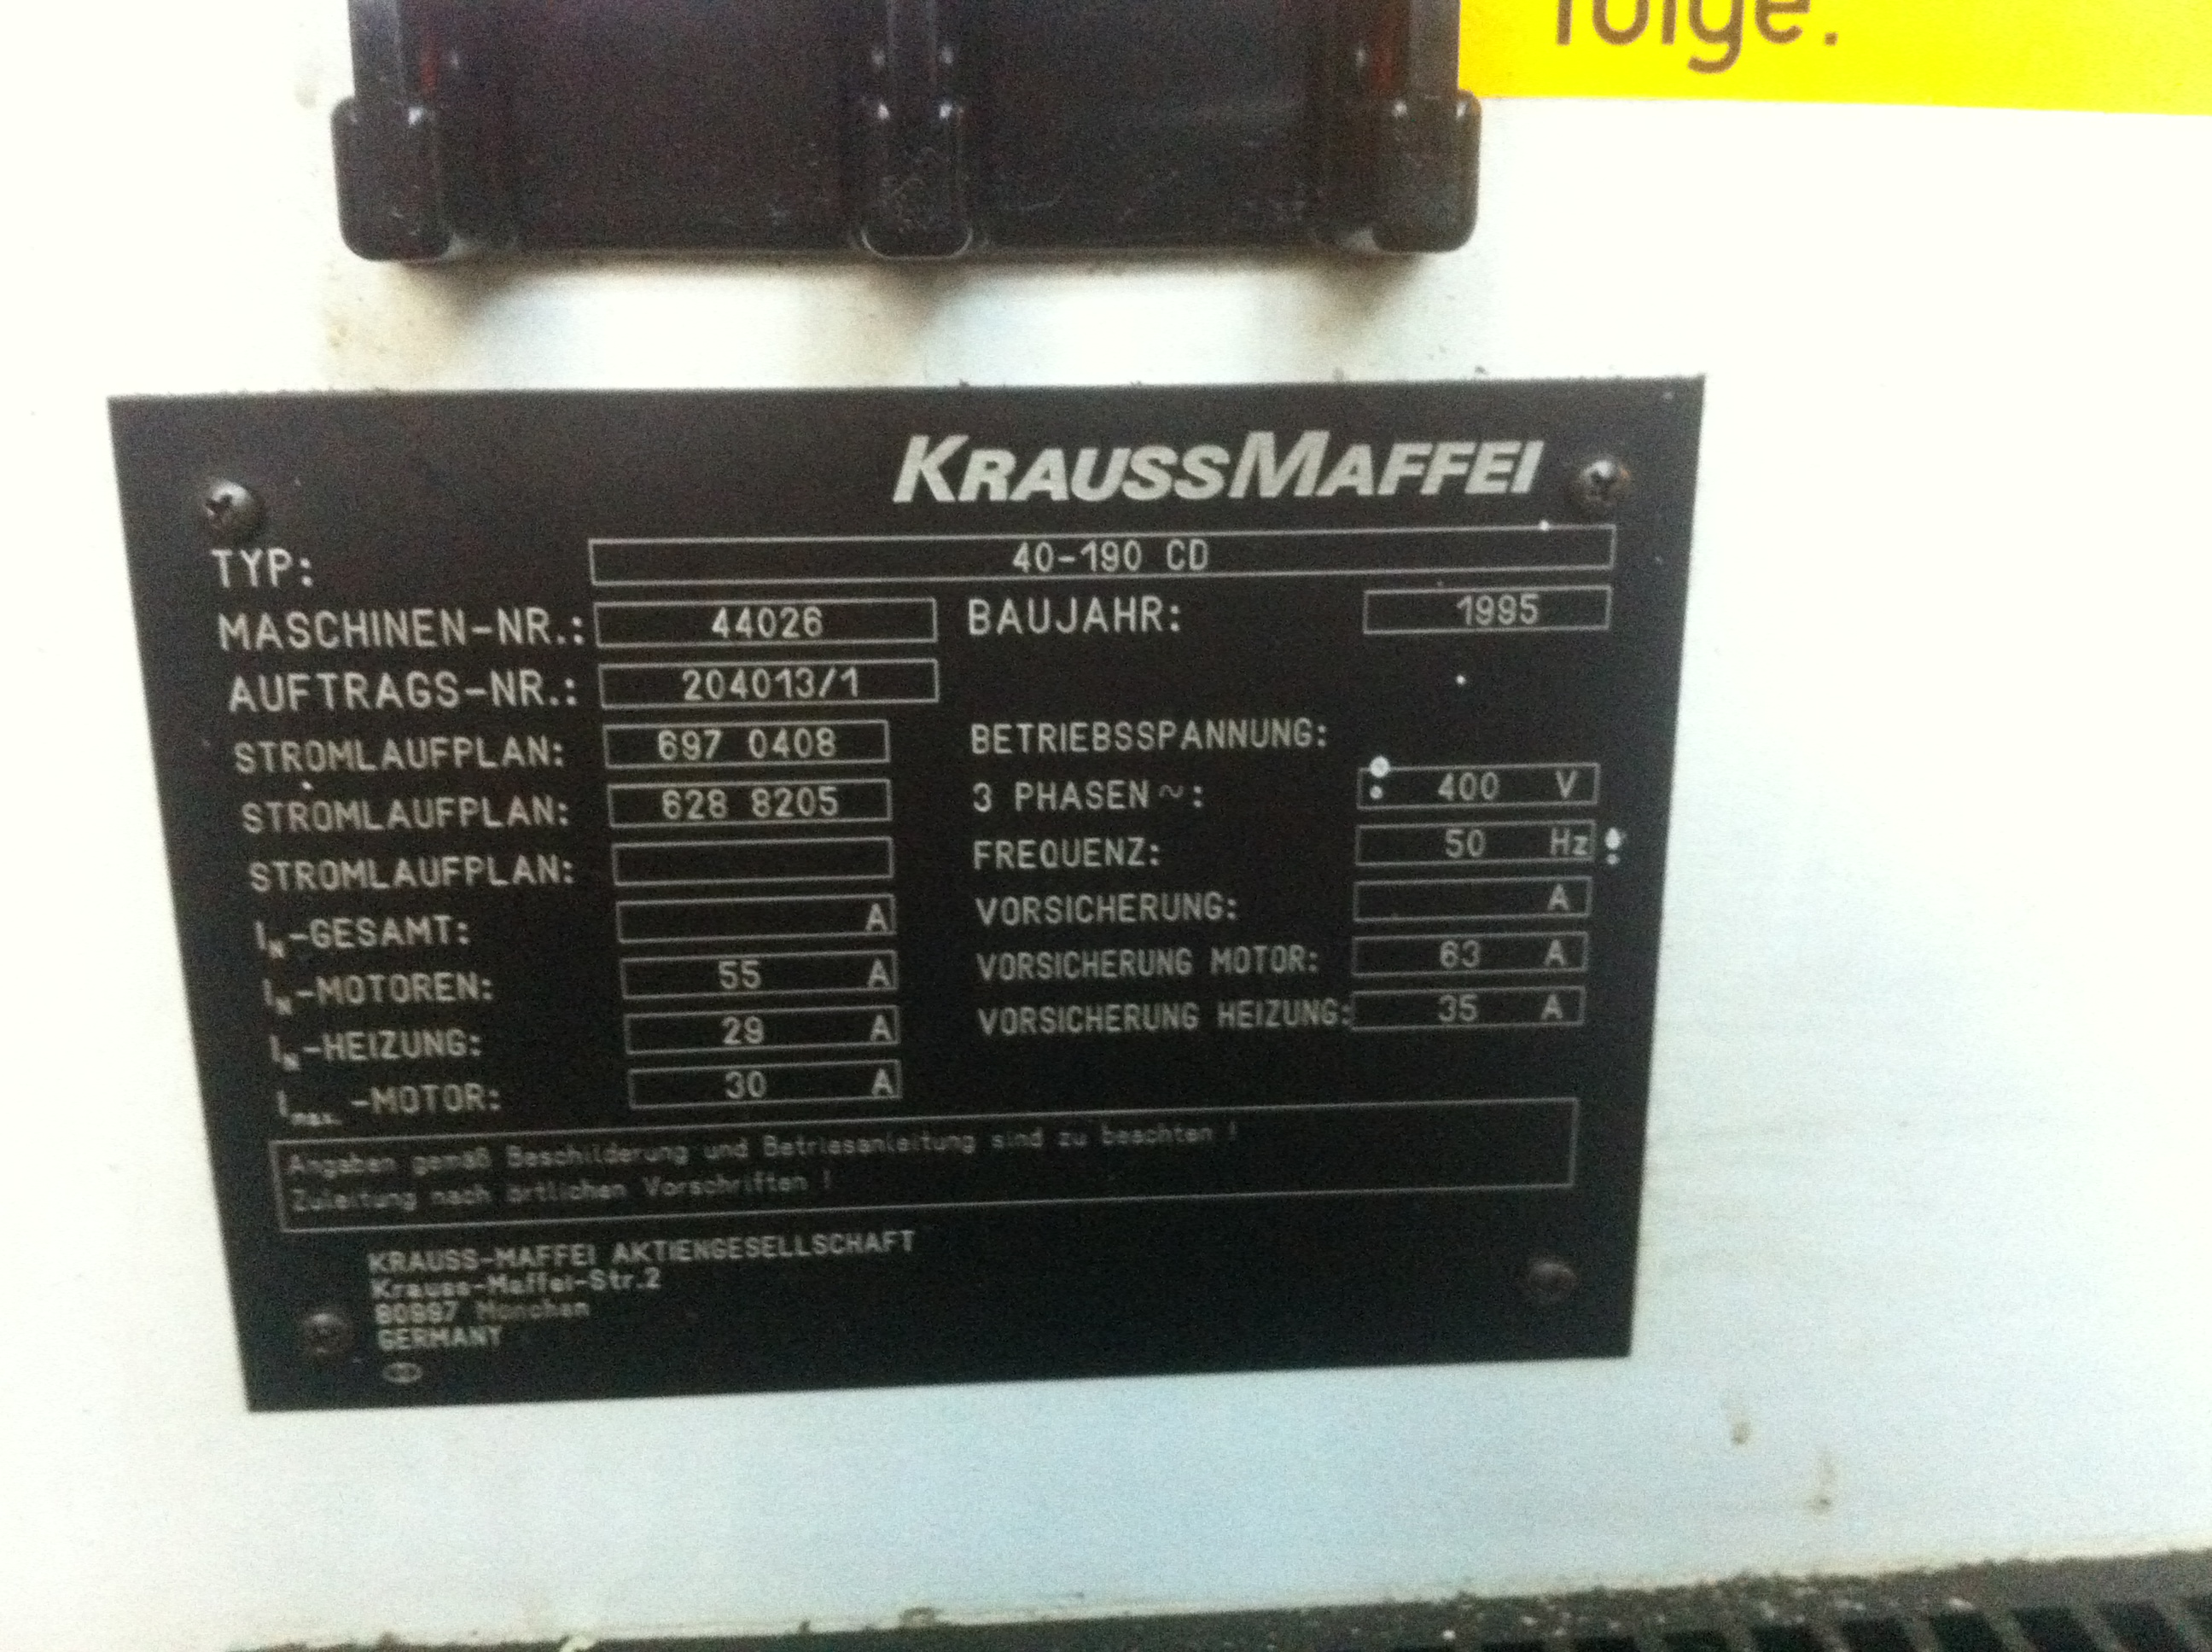 folge.
KRAUSSMAFFEI
TYP: 40-190 CD
MASCHINEN-NR.: 44026 BAUJAHR: 1995
AUFTRAGS-NR.: 204013/1
STROMLAUFPLAN: 697 0408 BETRIEBSSPANNUNG:
STROMLAUFPLAN: 628 8205 3 PHASEN ~: 400 V
STROMLAUFPLAN: FREQUENZ: 50 Hz
IN-GESAMT: A VORSICHERUNG: A
IN-MOTOREN: 55 A VORSICHERUNG MOTOR: 63 A
IN-HEIZUNG: 29 A VORSICHERUNG HEIZUNG: 35 A
Imax.-MOTOR: 30 A
Angaben gemäß Beschilderung und Betriebsanleitung sind zu beachten !
Zuleitung nach örtlichen Vorschriften !
KRAUSS-MAFFEI AKTIENGESELLSCHAFT
Krauss-Maffei-Str.2
80997 München
GERMANY